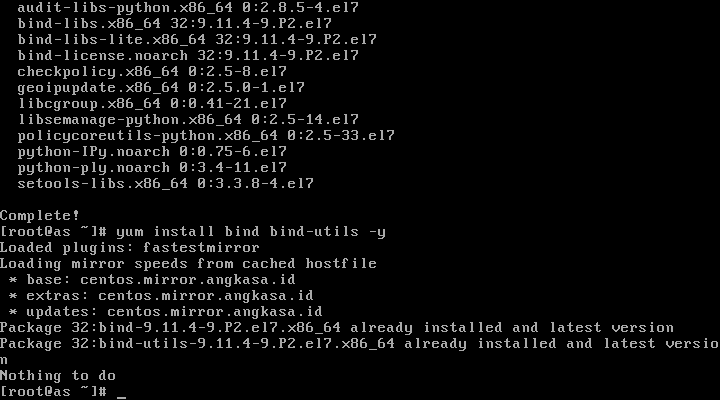 audit-libs-python.x86_64 0:2.8.5-4.el7
bind-libs.x86_64 32:9.11.4-9.P2.el7
bind-libs-lite.x86_64 32:9.11.4-9.P2.el7
bind-license.noarch 32:9.11.4-9.P2.el7
checkpolicy.x86_64 0:2.5-8.el7
geoipupdate.x86_64 0:2.5.0-1.el7
libcgroup.x86_64 0:0.41-21.el7
libsemanage-python.x86_64 0:2.5-14.el7
policycoreutils-python.x86_64 0:2.5-33.el7
python-IPy.noarch 0:0.75-6.el7
python-ply.noarch 0:3.4-11.el7
setools-libs.x86_64 0:3.3.8-4.el7
Complete!
[root@as ~]# yum install bind bind-utils -y
Loaded plugins: fastestmirror
Loading mirror speeds from cached hostfile
* base: centos.mirror.angkasa.id
* extras: centos.mirror.angkasa.id
* updates: centos.mirror.angkasa.id
Package 32:bind-9.11.4-9.P2.el7.x86_64 already installed and latest version
Package 32:bind-utils-9.11.4-9.P2.el7.x86_64 already installed and latest versio
n
Nothing to do
[root@as ~]# _